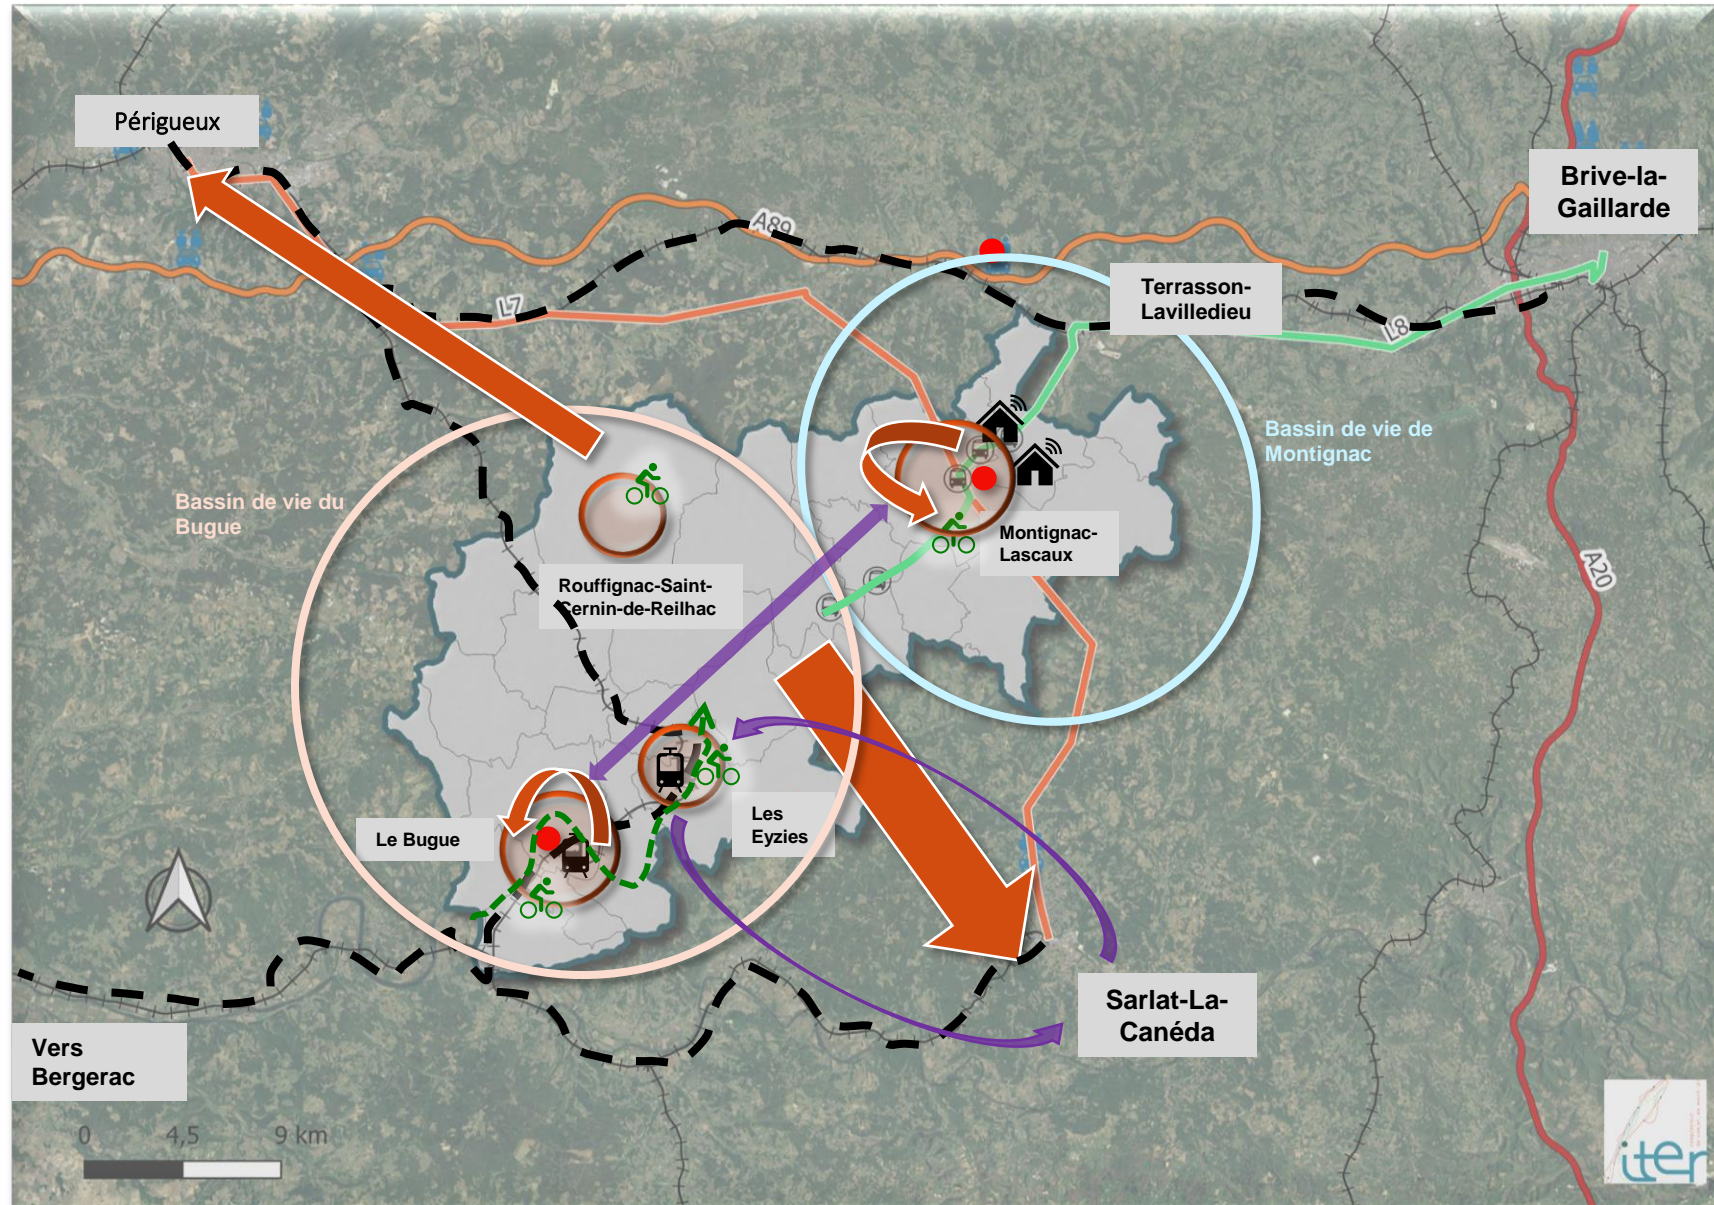 Périgueux
Brive-la-
Gaillarde
A89
Terrasson-
Lavilledieu
L7
L8
Bassin de vie de
Montignac
Bassin de vie du
Bugue
Montignac-
Lascaux
Rouffignac-Saint-
Cernin-de-Reilhac
A20
Les
Eyzies
Le Bugue
Sarlat-La-
Canéda
Vers
Bergerac
0 4,5 9 km
iter